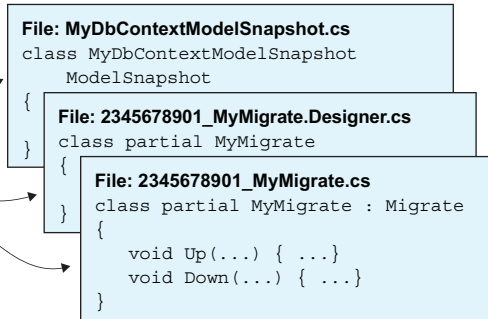 File: MyDbContextModelSnapshot.cs
class MyDbContextModelSnapshot
ModelSnapshot
{
}
File: 2345678901_MyMigrate.Designer.cs
class partial MyMigrate
{
}
File: 2345678901_MyMigrate.cs
class partial MyMigrate : Migrate
{
void Up(...) { ...}
void Down(...) { ...}
}